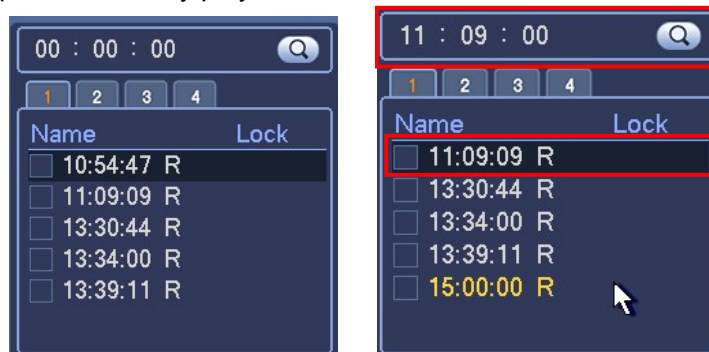 00 : 00 : 00
1 2 3 4
Name Lock
10:54:47 R
11:09:09 R
13:30:44 R
13:34:00 R
13:39:11 R
11 : 09 : 00
1 2 3 4
Name Lock
11:09:09 R
13:30:44 R
13:34:00 R
13:39:11 R
15:00:00 R